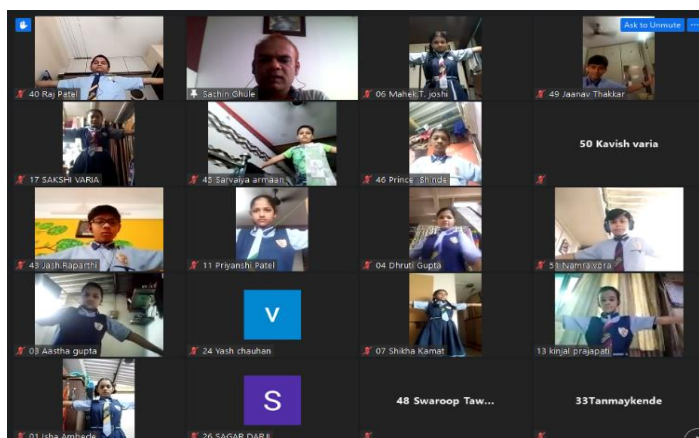 Ask to Unmute
40 Raj Patel
Sachin Ghule
06 Mahek.T. joshi
49 Jaanav Thakkar
17 SAKSHI VARIA
45 Sarvaiya armaan
46 Prince Shinde
50 Kavish varia
43 Jash.Raparthi
11 Priyanshi Patel
04 Dhruti Gupta
51 Namra.vora
03 Aastha gupta
V
24 Yash chauhan
07 Shikha Kamat
13 kinjal prajapati
01 Isha Ambede
S
26 SAGAR DARJI
48 Swaroop Taw...
33Tanmaykende